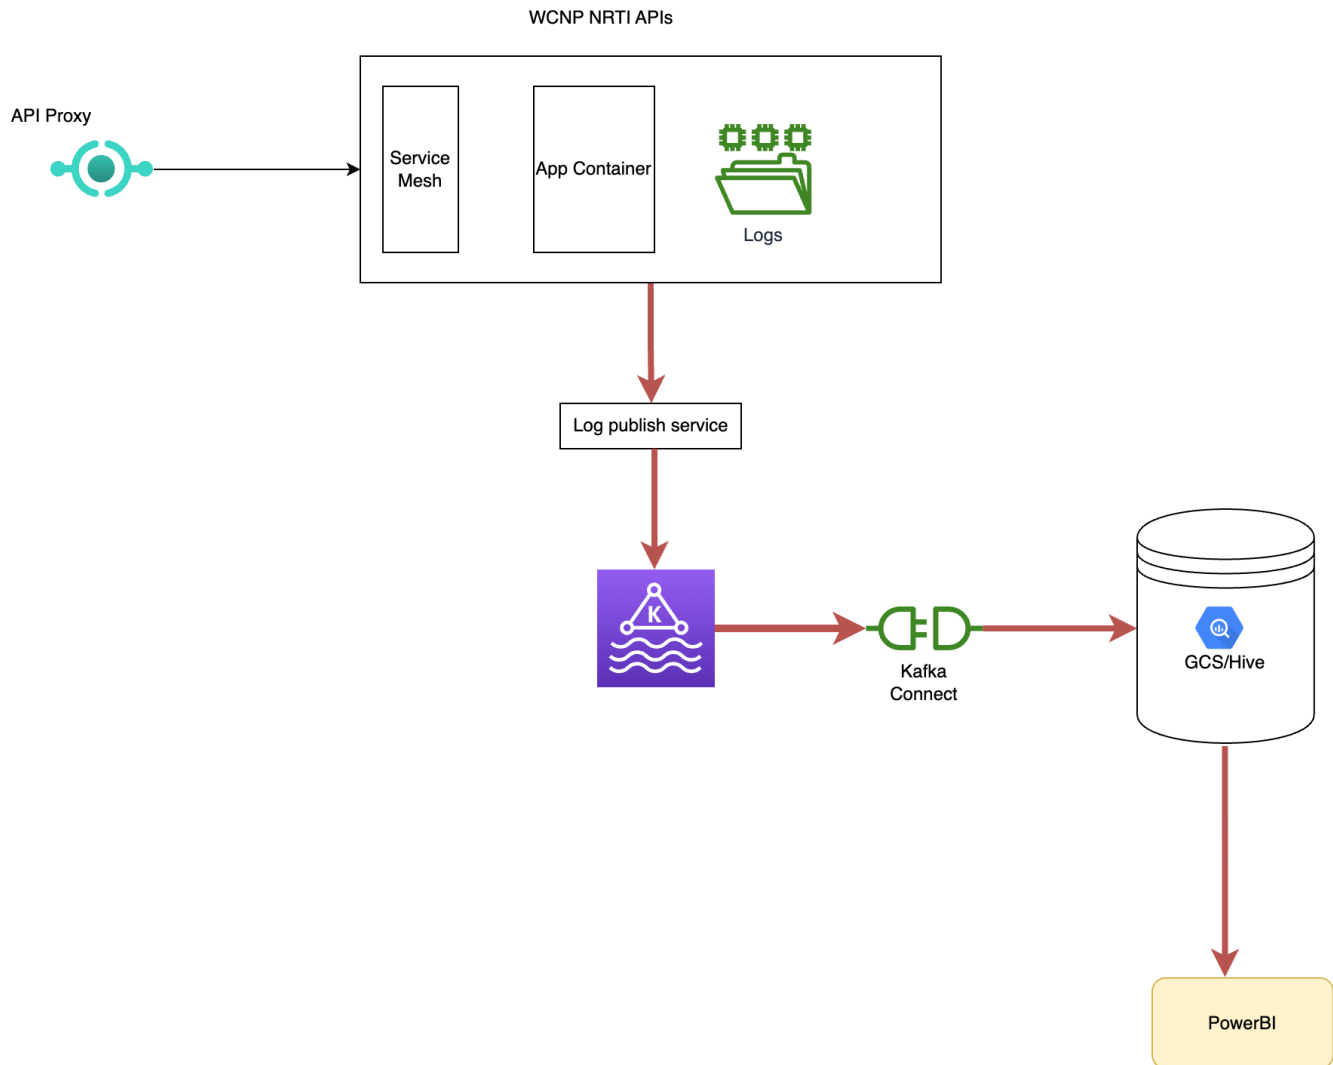 WCNP NRTI APIs
API Proxy
Service
Mesh
App Container
Logs
Log publish service
K
Kafka
Connect
GCS/Hive
PowerBI